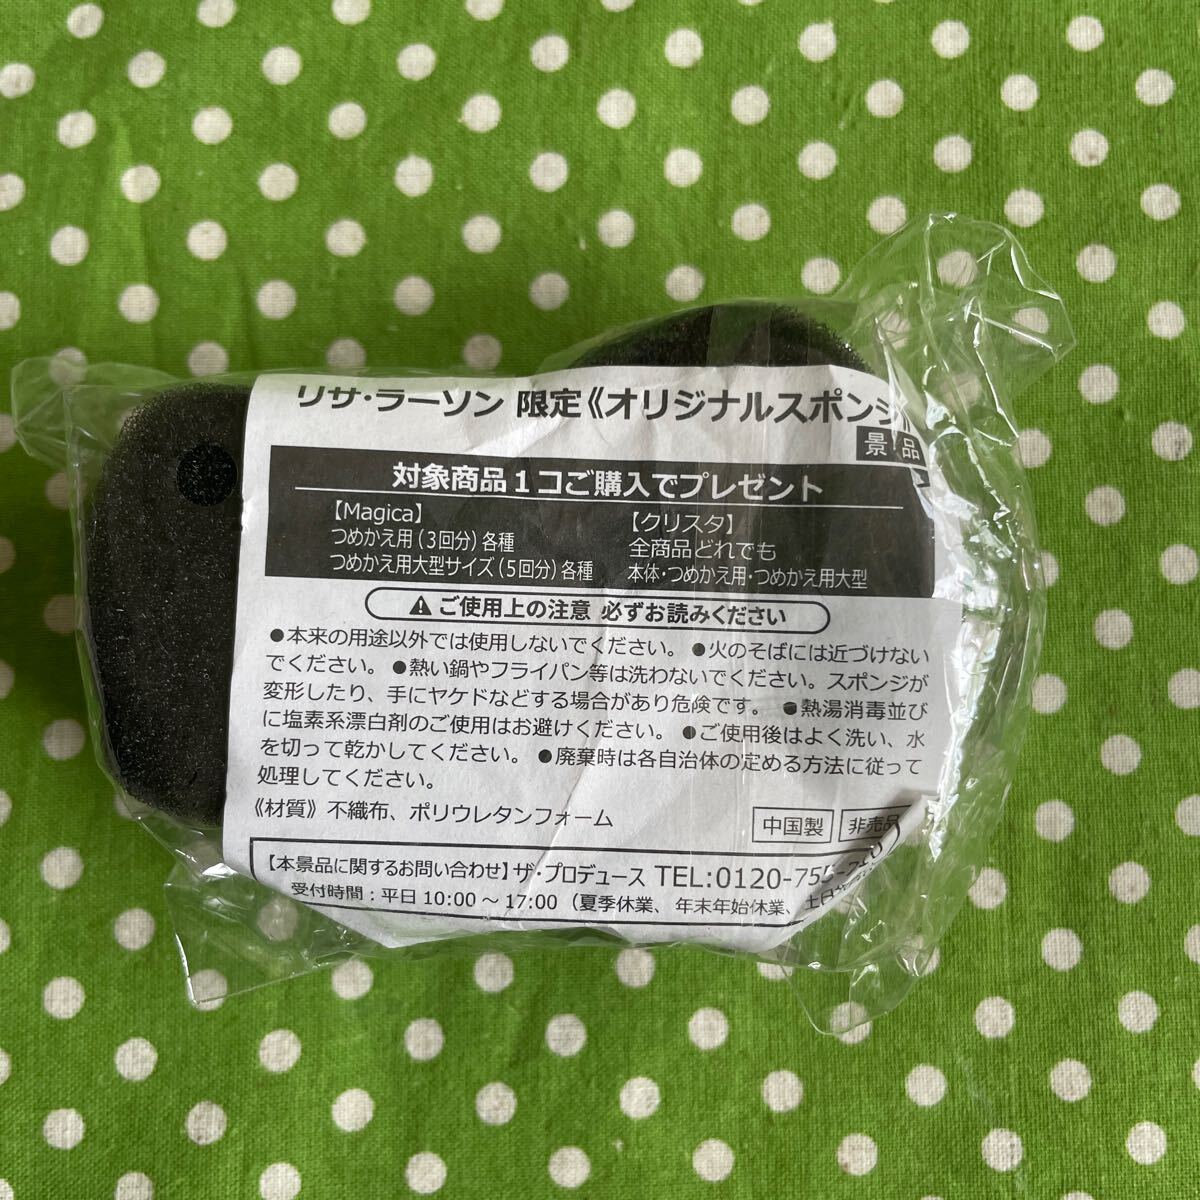 リサ・ラーソン 限定《オリジナルスポンジ
景品
対象商品1コご購入でプレゼント
【Magica】
つめかえ用(3回分)各種
つめかえ用大型サイズ(5回分)各種
【クリスタ】
全商品どれでも
本体・つめかえ用・つめかえ用大型
⚠ご使用上の注意 必ずお読みください
●本来の用途以外では使用しないでください。●火のそばには近づけない
でください。●熱い鍋やフライパン等は洗わないでください。スポンジが
変形したり、手にヤケドなどする場合があり危険です。●熱湯消毒並び
に塩素系漂白剤のご使用はお避けください。●ご使用後はよく洗い、水
を切って乾かしてください。●廃棄時は各自治体の定める方法に従って
処理してください。
《材質》不織布、ポリウレタンフォーム
中国製 非売品
【本景品に関するお問い合わせ】ザ・プロデュース TEL:0120-755-
受付時間:平日 10:00~17:00(夏季休業、年末年始休業、土日